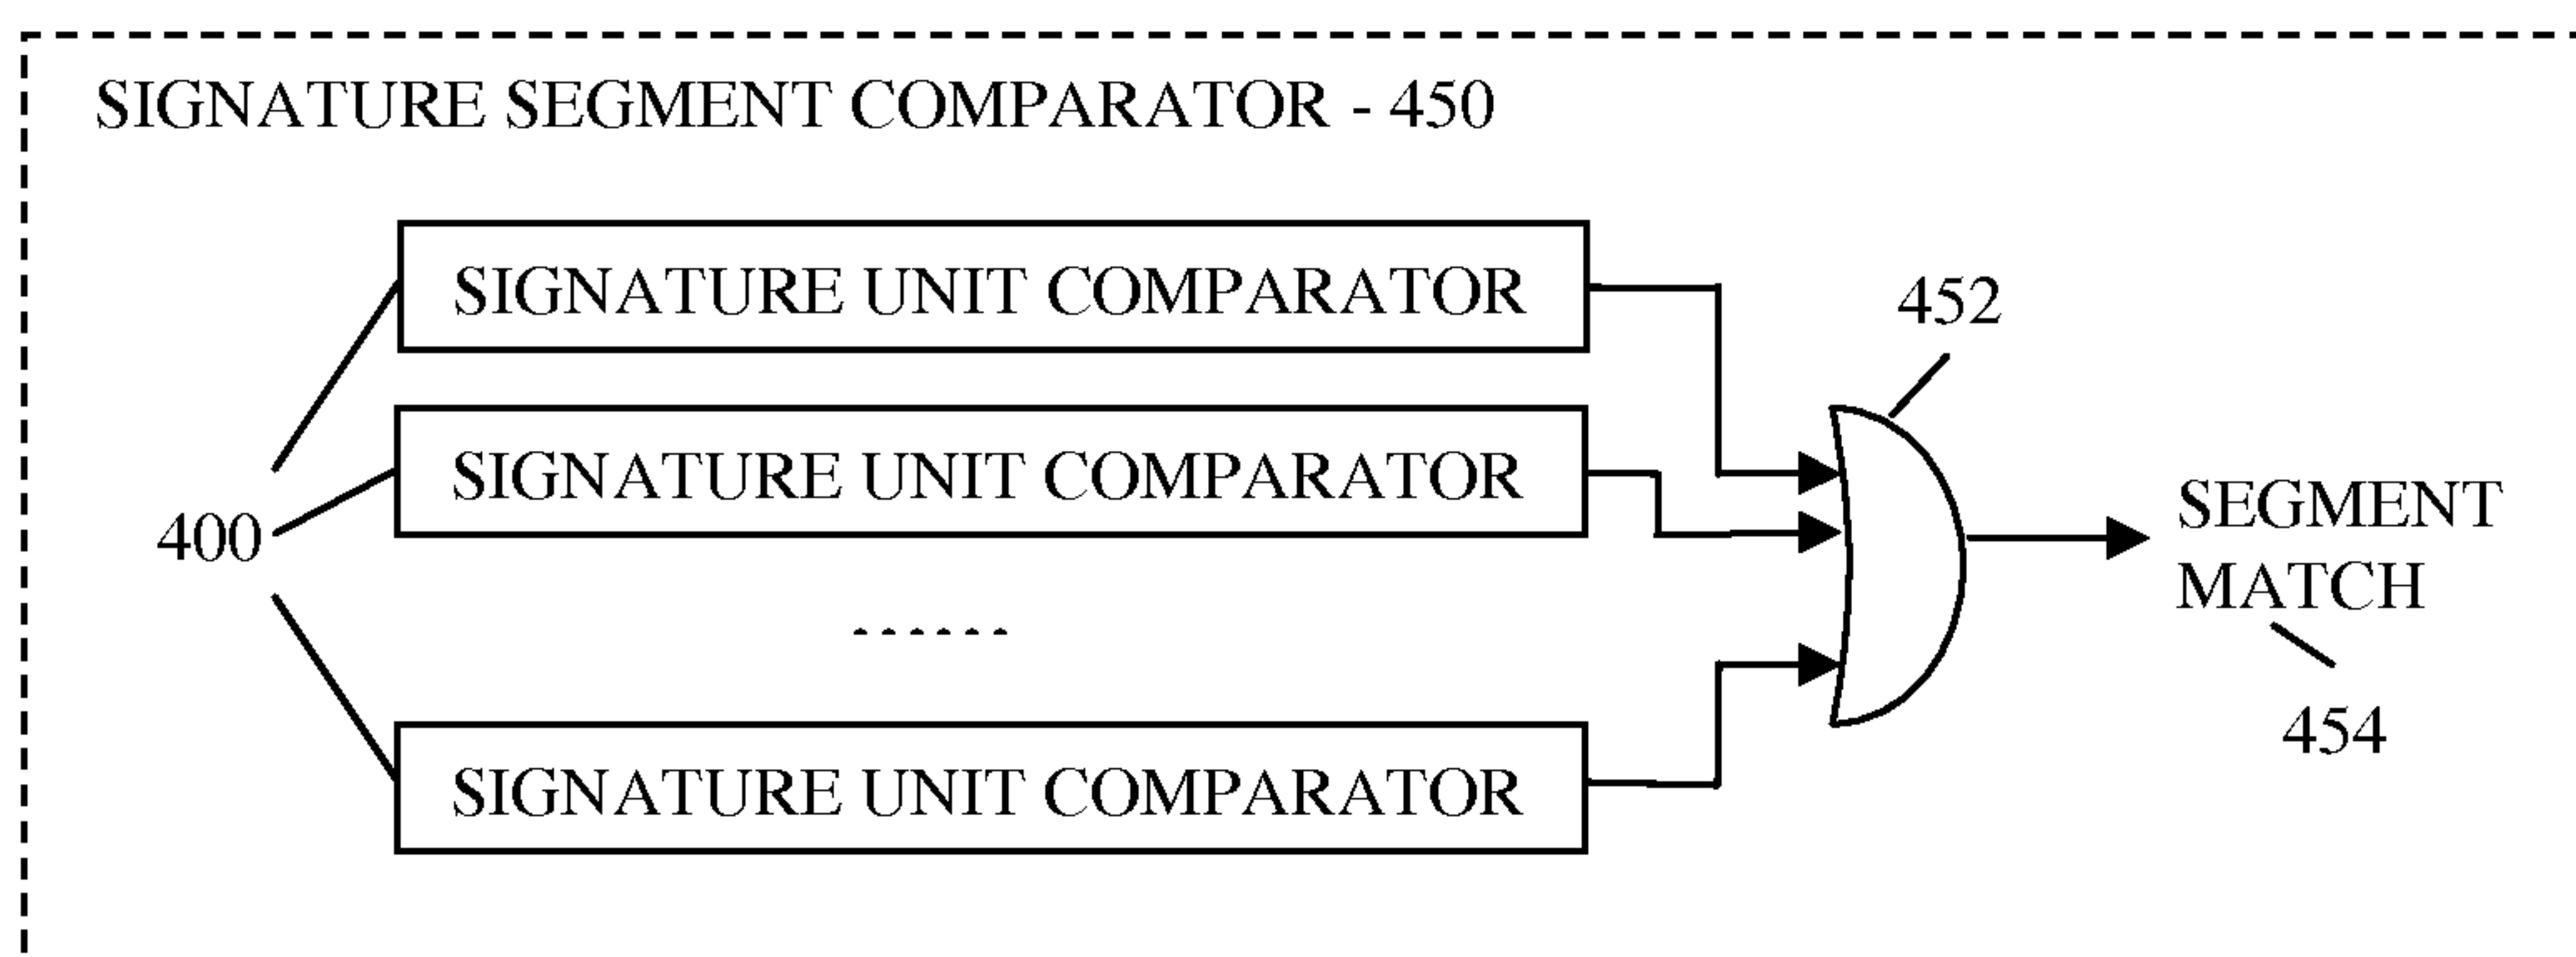 SIGNATURE SEGMENT COMPARATOR - 450
SIGNATURE UNIT COMPARATOR
452
SIGNATURE UNIT COMPARATOR
400
SEGMENT
MATCH
......
454
SIGNATURE UNIT COMPARATOR